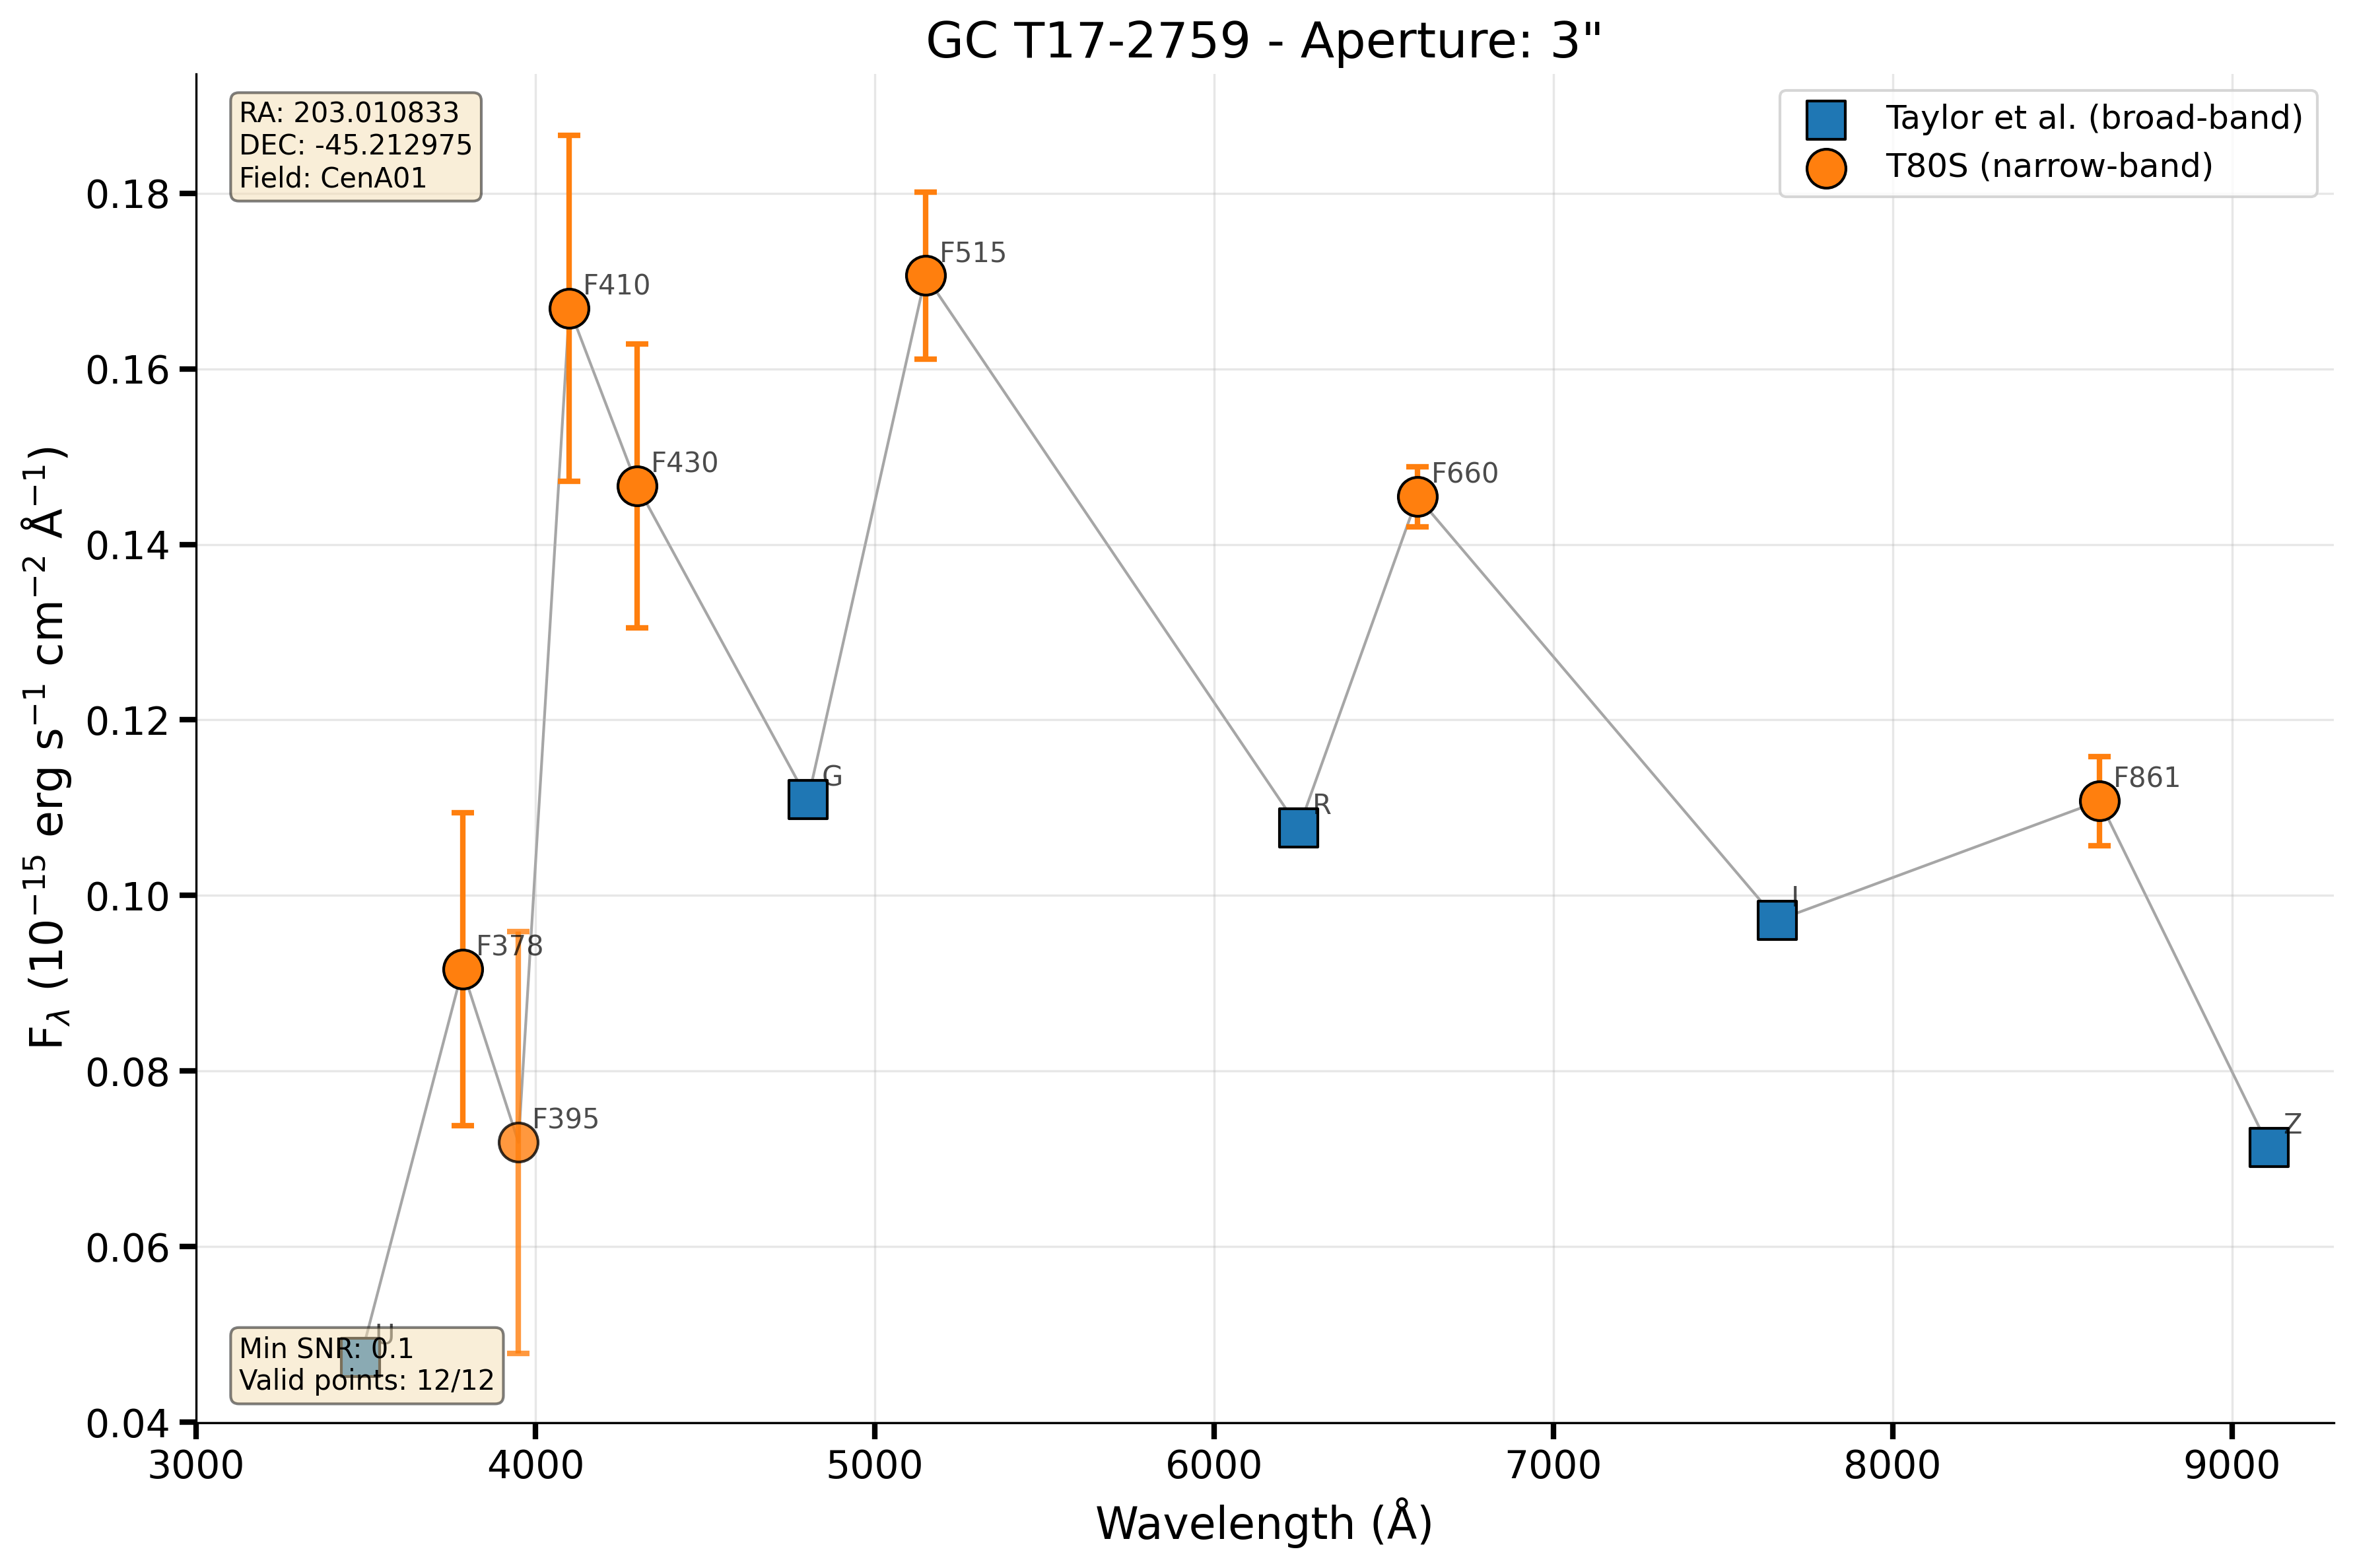 GC T17-2759 - Aperture: 3"
RA: 203.010833
DEC: -45.212975
Field: CenA01
Taylor et al. (broad-band)
T80S (narrow-band)
F410
F515
F430
F660
G
R
F861
I
F378
F395
Z
U
Min SNR: 0.1
Valid points: 12/12
0.18
0.16
0.14
0.12
0.10
0.08
0.06
0.04
F_λ (10⁻¹⁵ erg s⁻¹ cm⁻² Å⁻¹)
3000 4000 5000 6000 7000 8000 9000
Wavelength (Å)